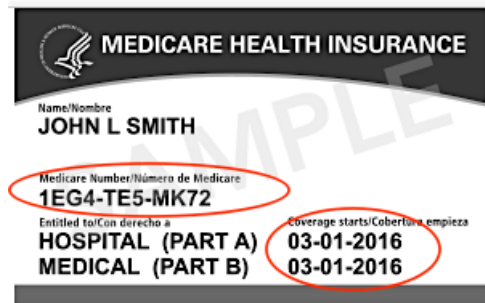 MEDICARE HEALTH INSURANCE
SAMPLE
Name/Nombre
JOHN L SMITH
Medicare Number/Número de Medicare
1EG4-TE5-MK72
Entitled to/Con derecho a Coverage starts/Cobertura empieza
HOSPITAL (PART A) 03-01-2016
MEDICAL (PART B) 03-01-2016